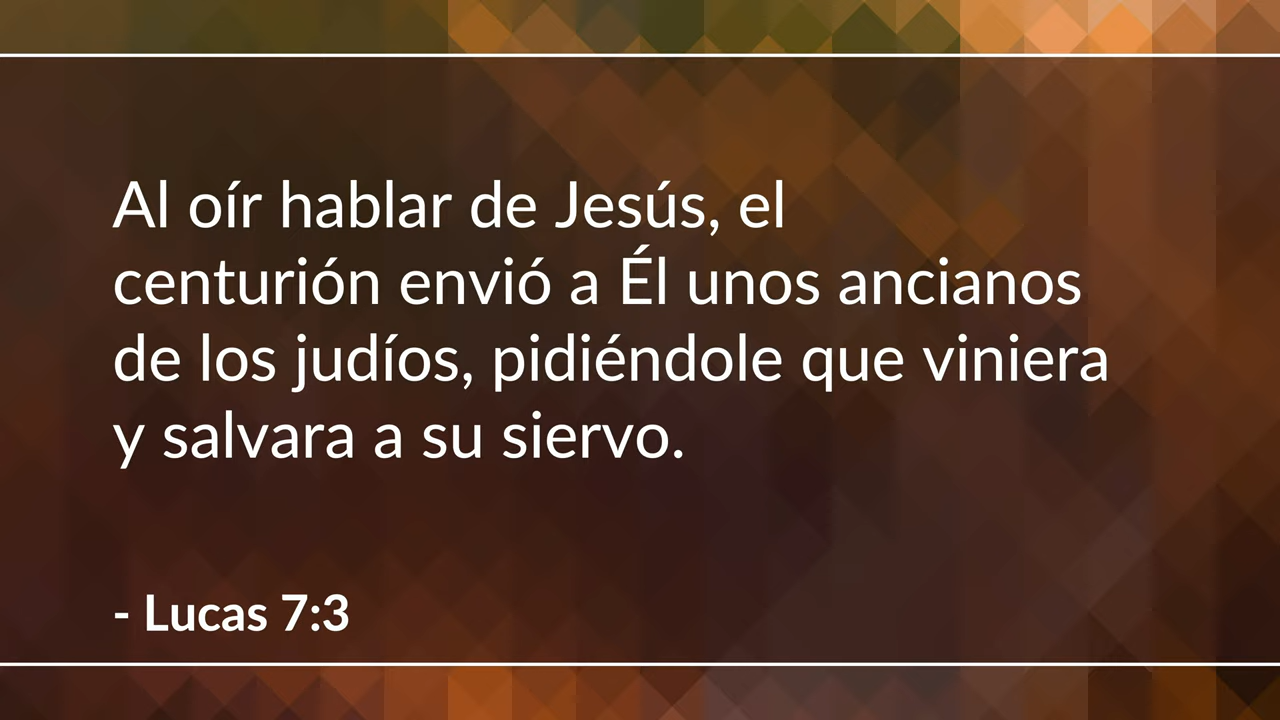 Al oír hablar de Jesús, el
centurión envió a Él unos ancianos
de los judíos, pidiéndole que viniera
y salvara a su siervo.
- Lucas 7:3